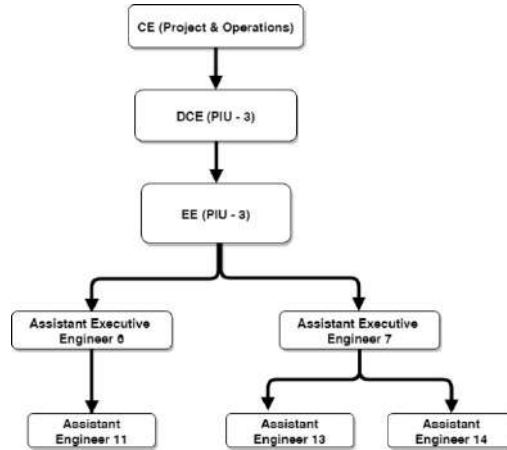 CE (Project & Operations)
DCE (PIU - 3)
EE (PIU - 3)
Assistant Executive
Engineer 6
Assistant Executive
Engineer 7
Assistant
Engineer 11
Assistant
Engineer 13
Assistant
Engineer 14